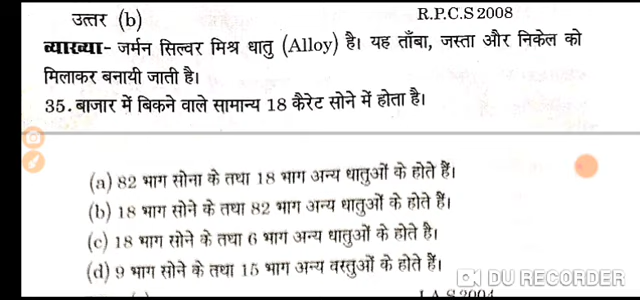 उत्तर (b) R.P.C.S 2008
व्याख्या- जर्मन सिल्वर मिश्र धातु (Alloy) है। यह ताँबा, जस्ता और निकेल को
मिलाकर बनायी जाती है।
35. बाजार में बिकने वाले सामान्य 18 कैरेट सोने में होता है।
(a) 82 भाग सोना के तथा 18 भाग अन्य धातुओं के होते हैं।
(b) 18 भाग सोने के तथा 82 भाग अन्य धातुओं के होते हैं।
(c) 18 भाग सोने के तथा 6 भाग अन्य धातुओं के होते है।
(d) 9 भाग सोने के तथा 15 भाग अन्य वस्तुओं के होते हैं।
DU RECORDER
I.A.S 2004